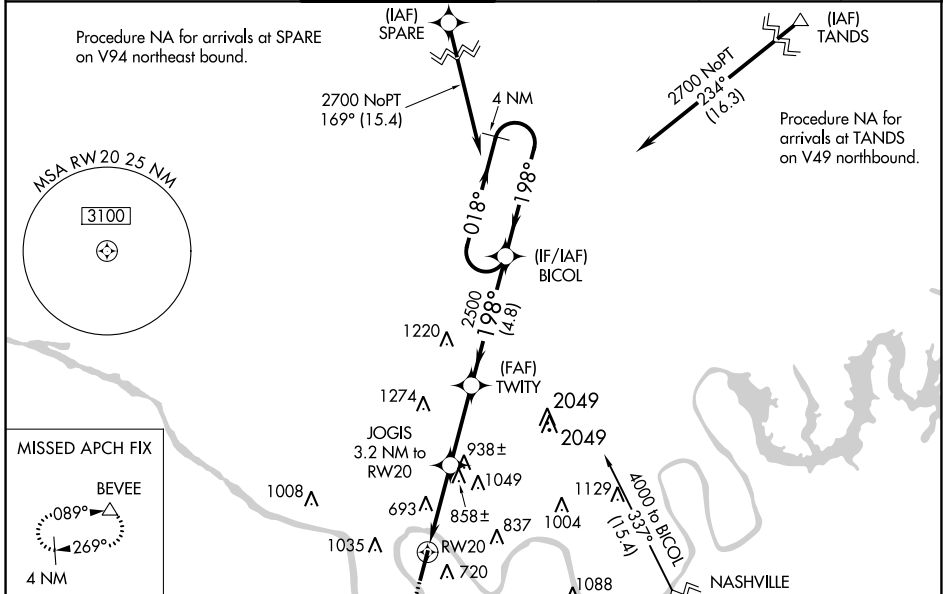 Procedure NA for arrivals at SPARE
on V94 northeast bound.
(IAF)
SPARE
(IAF)
TANDS
2700 NoPT
169° (15.4)
4 NM
2700 NoPT
234°
(16.3)
Procedure NA for
arrivals at TANDS
on V49 northbound.
MSA RW20 25 NM
3100
018°
198°
(IF/IAF)
BICOL
2500
198°
(4.8)
1220
(FAF)
TWITY
1274
2049
2049
JOGIS
3.2 NM to
RW20
938±
1049
858±
1008
693
837
1004
1129
4000 to BICOL
337°
(15.4)
1035
RW20
720
1088
NASHVILLE
MISSED APCH FIX
BEVEE
089°
269°
4 NM